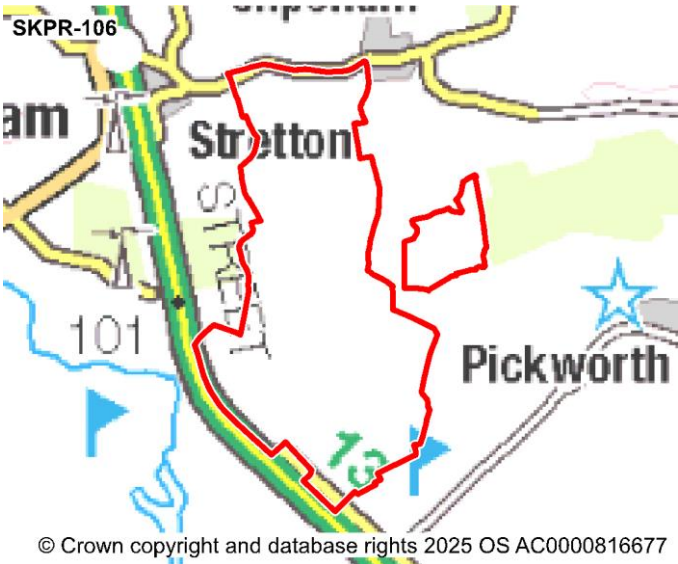 SKPR-106
am
Stretton
STREET
101
Pickworth
13
© Crown copyright and database rights 2025 OS AC0000816677